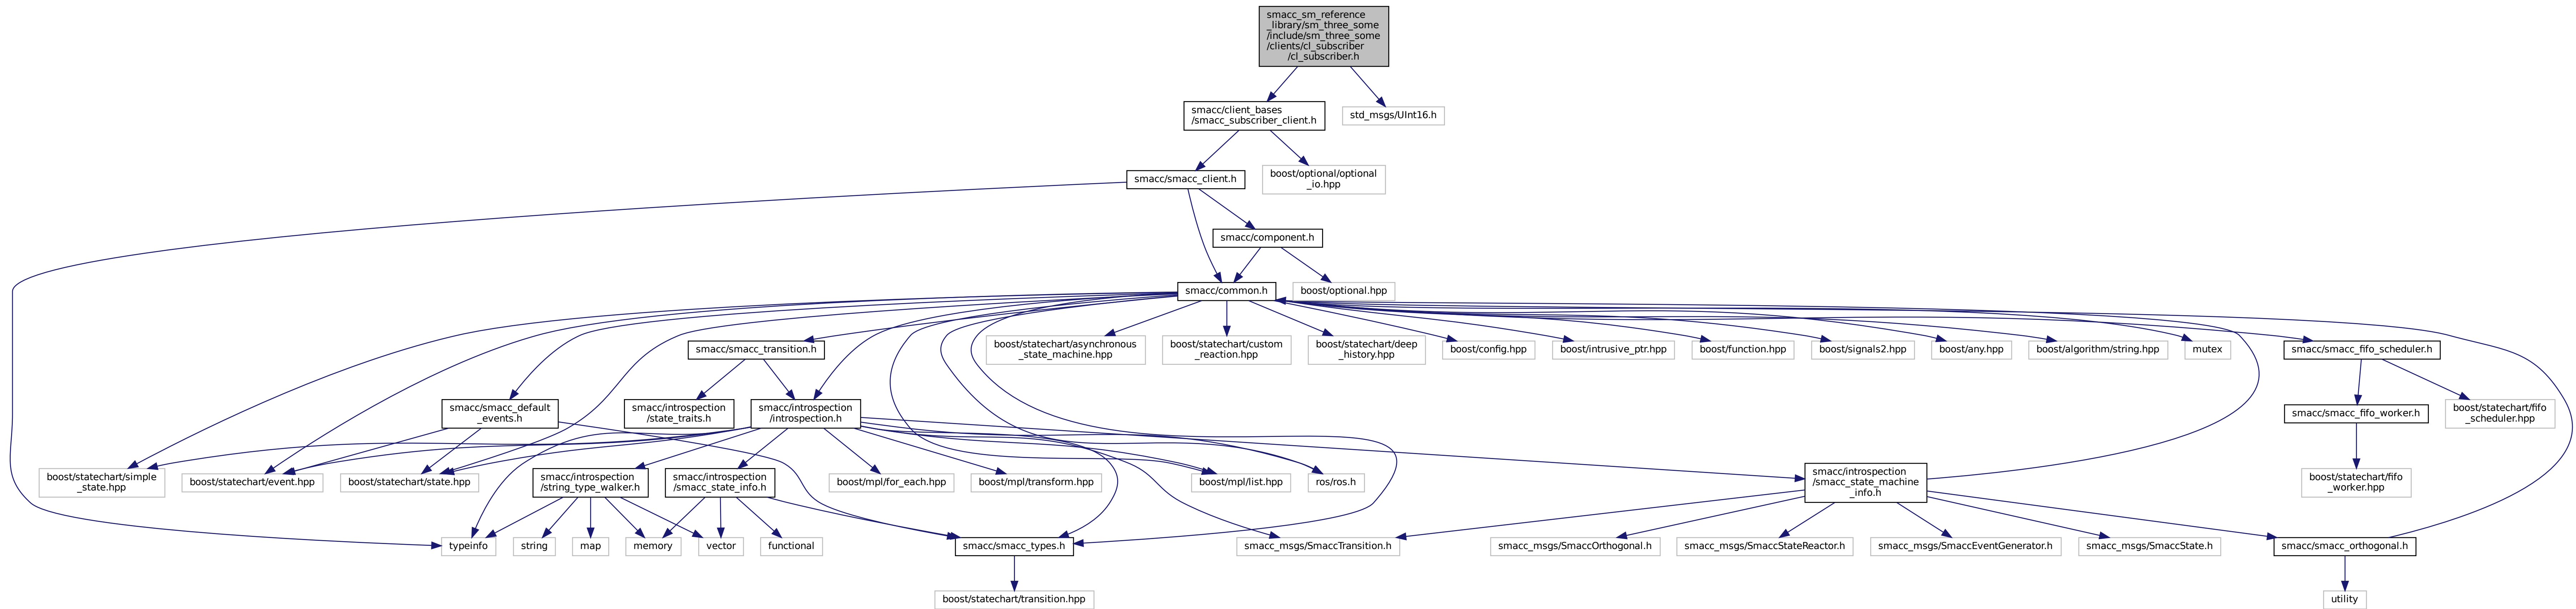 smacc_sm_reference
_library/sm_three_some
/include/sm_three_some
/clients/cl_subscriber
/cl_subscriber.h
smacc/client_bases
/smacc_subscriber_client.h
std_msgs/UInt16.h
smacc/smacc_client.h
boost/optional/optional
_io.hpp
smacc/component.h
smacc/common.h
boost/optional.hpp
smacc/smacc_transition.h
boost/statechart/asynchronous
_state_machine.hpp
boost/statechart/custom
_reaction.hpp
boost/statechart/deep
_history.hpp
boost/config.hpp
boost/intrusive_ptr.hpp
boost/function.hpp
boost/signals2.hpp
boost/any.hpp
boost/algorithm/string.hpp
mutex
smacc/smacc_fifo_scheduler.h
smacc/smacc_default
_events.h
smacc/introspection
/state_traits.h
smacc/introspection
/introspection.h
smacc/smacc_fifo_worker.h
boost/statechart/fifo
_scheduler.hpp
boost/statechart/simple
_state.hpp
boost/statechart/event.hpp
boost/statechart/state.hpp
smacc/introspection
/string_type_walker.h
smacc/introspection
/smacc_state_info.h
boost/mpl/for_each.hpp
boost/mpl/transform.hpp
boost/mpl/list.hpp
ros/ros.h
smacc/introspection
/smacc_state_machine
_info.h
boost/statechart/fifo
_worker.hpp
typeinfo
string
map
memory
vector
functional
smacc/smacc_types.h
smacc_msgs/SmaccTransition.h
smacc_msgs/SmaccOrthogonal.h
smacc_msgs/SmaccStateReactor.h
smacc_msgs/SmaccEventGenerator.h
smacc_msgs/SmaccState.h
smacc/smacc_orthogonal.h
boost/statechart/transition.hpp
utility